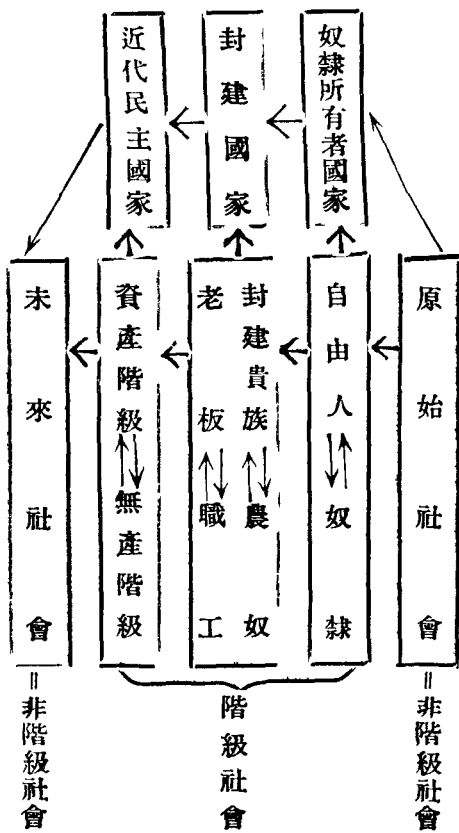 奴隸所有者國家
封建國家
近代民主國家
原始社會
自由人 奴隸
封建貴族 農奴
老板 職工
資產階級 無產階級
未來社會
＝非階級社會
階級社會
＝非階級社會